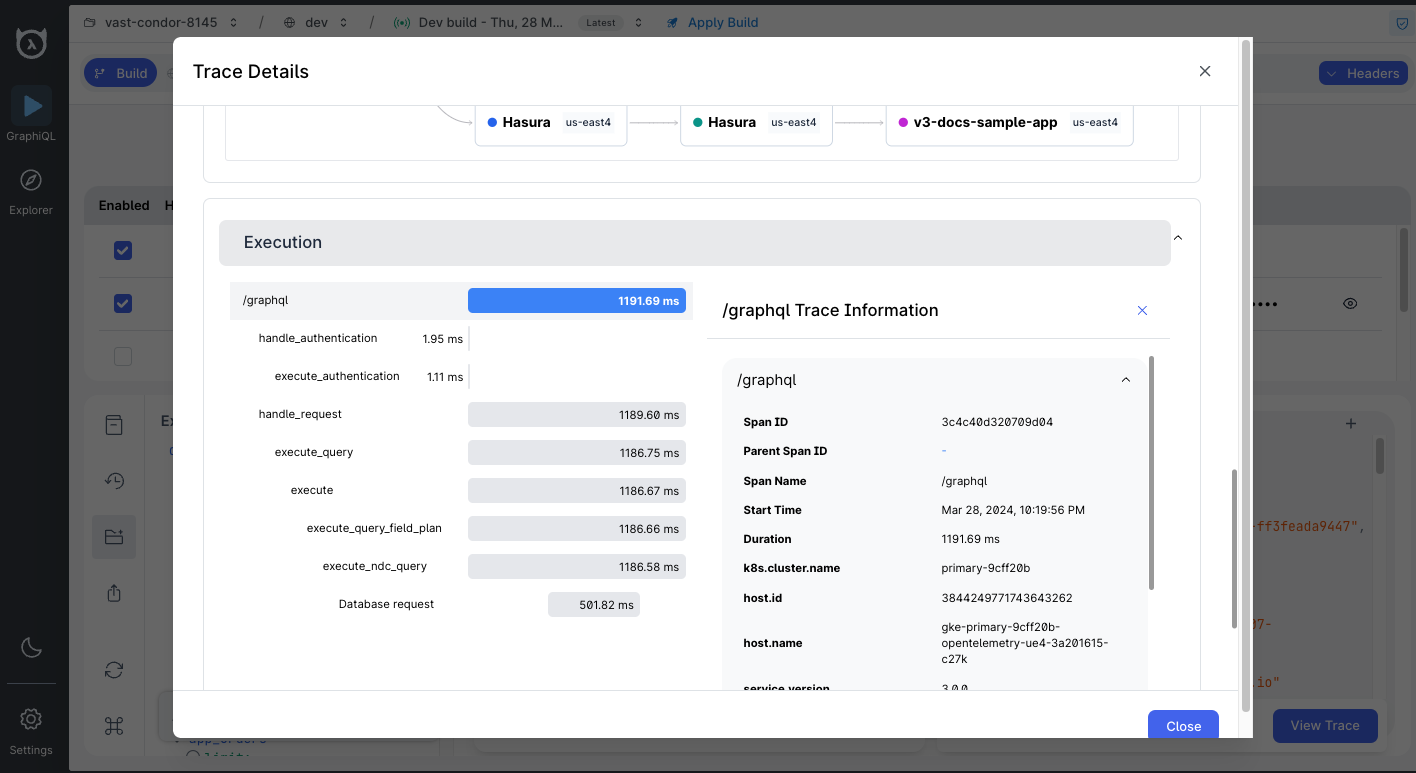 vast-condor-8145 / dev / Dev build - Thu, 28 M... Latest Apply Build
Build
Headers
GraphiQL
Explorer
Settings
Enabled
Trace Details
Hasura us-east4
Hasura us-east4
v3-docs-sample-app us-east4
Execution
/graphql 1191.69 ms
handle_authentication 1.95 ms
execute_authentication 1.11 ms
handle_request 1189.60 ms
execute_query 1186.75 ms
execute 1186.67 ms
execute_query_field_plan 1186.66 ms
execute_ndc_query 1186.58 ms
Database request 501.82 ms
/graphql Trace Information
/graphql
Span ID 3c4c40d320709d04
Parent Span ID -
Span Name /graphql
Start Time Mar 28, 2024, 10:19:56 PM
Duration 1191.69 ms
k8s.cluster.name primary-9cff20b
host.id 3844249771743643262
host.name gke-primary-9cff20b-
opentelemetry-ue4-3a201615-
c27k
service.version 3.0.0
-ff3feada9447",
07-
.io"
Close
View Trace
app_orders
limit: